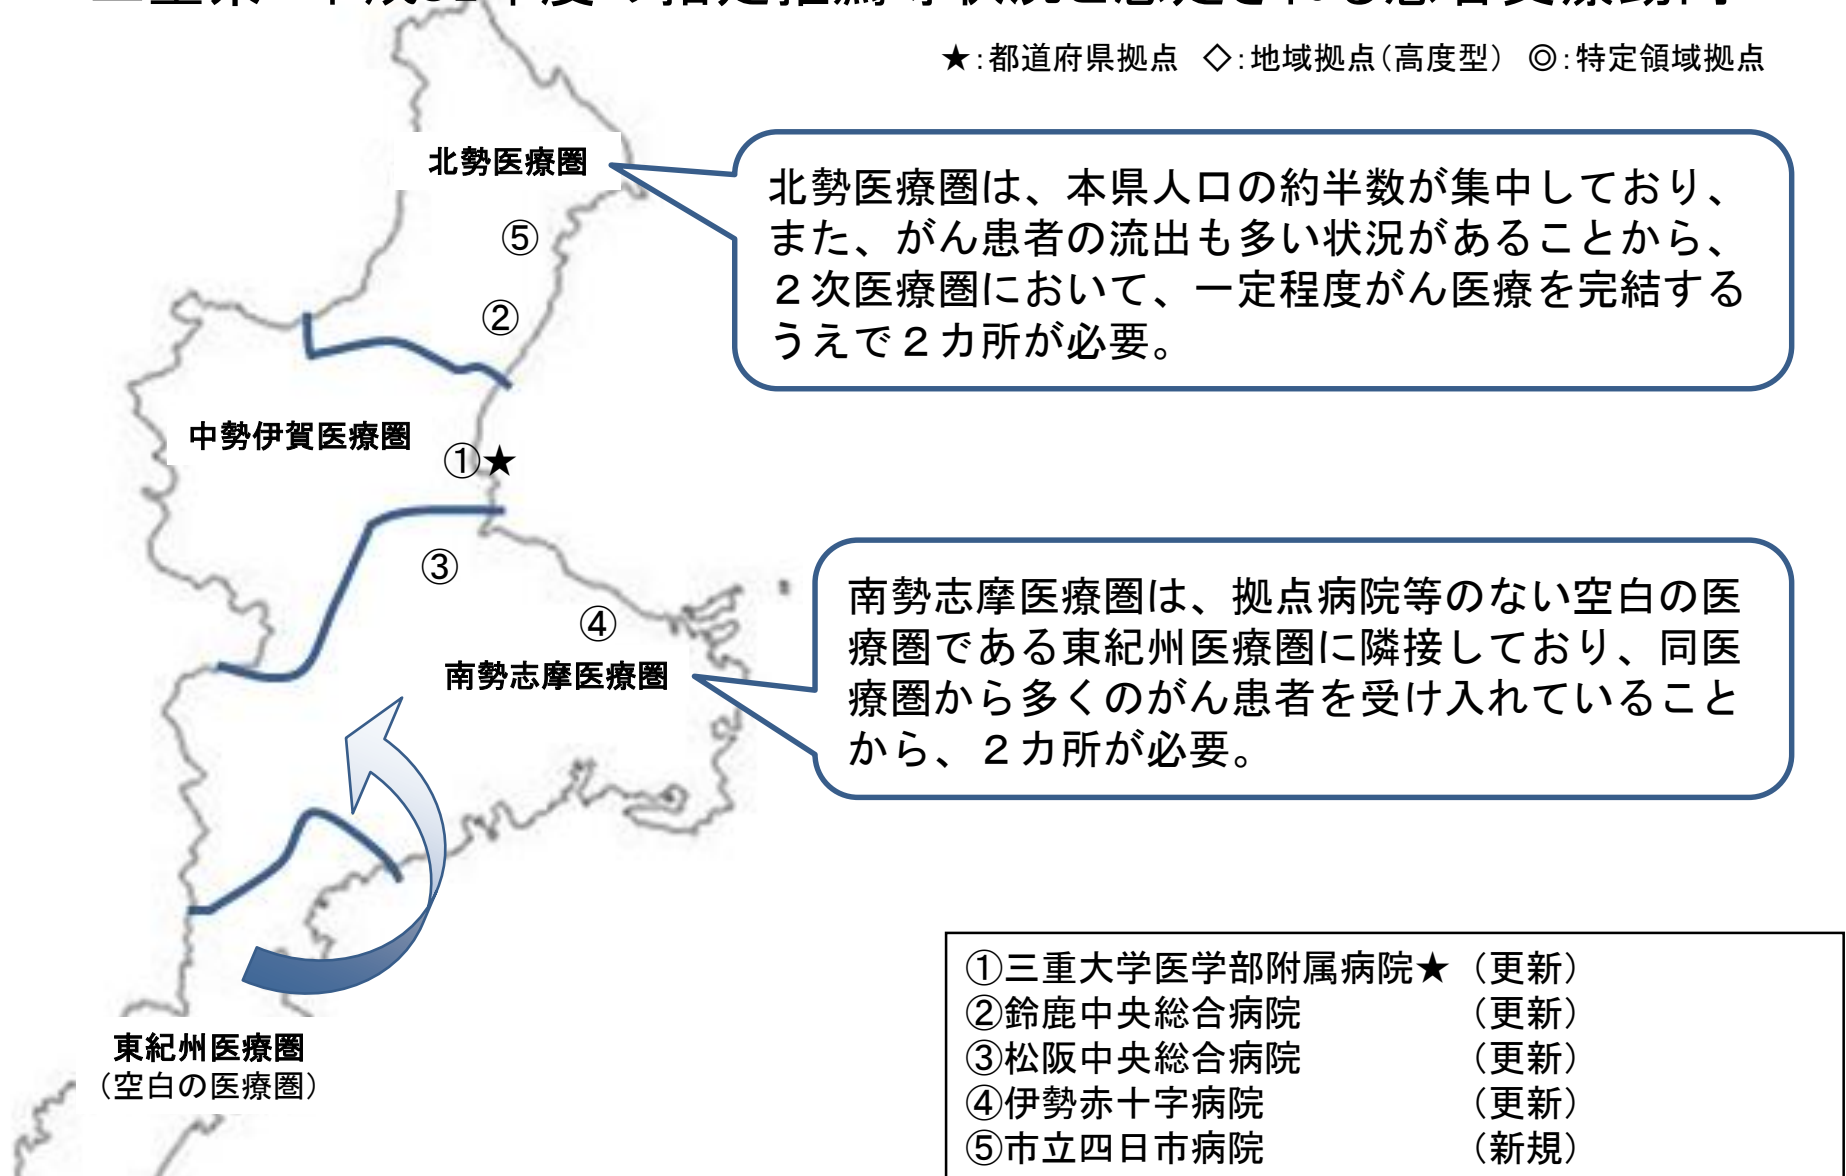 ★：都道府県拠点　◇：地域拠点（高度型）　◎：特定領域拠点
北勢医療圏
北勢医療圏は、本県人口の約半数が集中しており、
また、がん患者の流出も多い状況があることから、
２次医療圏において、一定程度がん医療を完結する
うえで２カ所が必要。
⑤
②
中勢伊賀医療圏
①★
③
④
南勢志摩医療圏
南勢志摩医療圏は、拠点病院等のない空白の医
療圏である東紀州医療圏に隣接しており、同医
療圏から多くのがん患者を受け入れていること
から、２カ所が必要。
東紀州医療圏
（空白の医療圏）
①三重大学医学部附属病院★（更新）
②鈴鹿中央総合病院　（更新）
③松阪中央総合病院　（更新）
④伊勢赤十字病院　（更新）
⑤市立四日市病院　（新規）